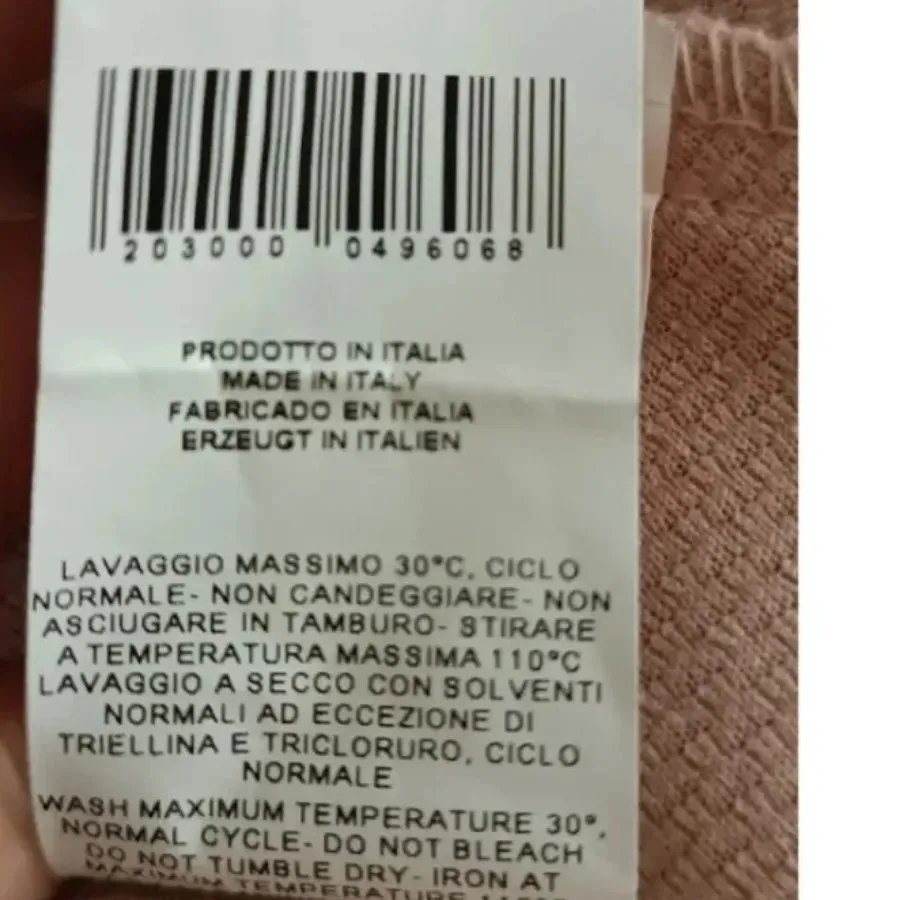 203000 0496068
PRODOTTO IN ITALIA
MADE IN ITALY
FABRICADO EN ITALIA
ERZEUGT IN ITALIEN
LAVAGGIO MASSIMO 30°C, CICLO
NORMALE- NON CANDEGGIARE- NON
ASCIUGARE IN TAMBURO- STIRARE
A TEMPERATURA MASSIMA 110°C
LAVAGGIO A SECCO CON SOLVENTI
NORMALI AD ECCEZIONE DI
TRIELLINA E TRICLORURO, CICLO
NORMALE
WASH MAXIMUM TEMPERATURE 30°,
NORMAL CYCLE- DO NOT BLEACH
DO NOT TUMBLE DRY- IRON AT
MAXIMUM TEMPERATURE